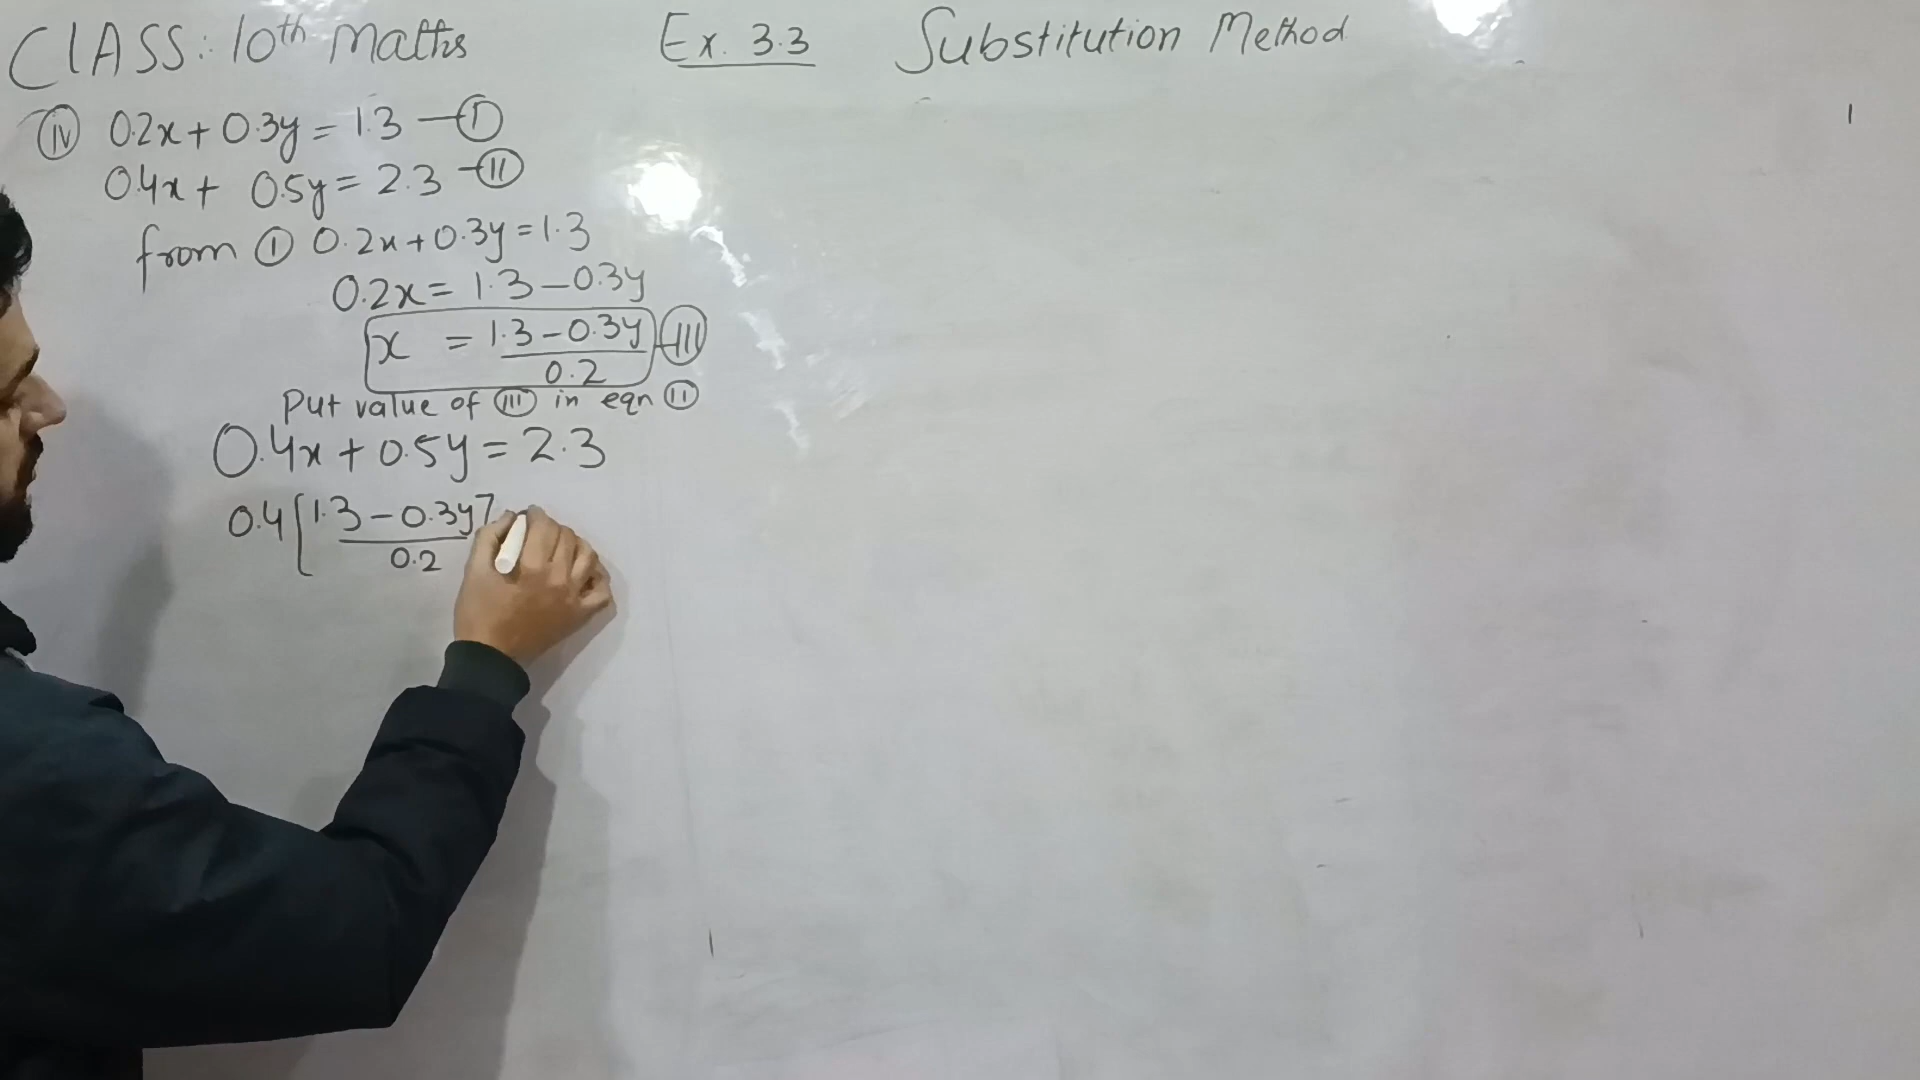 CLASS: 10th Maths Ex. 3.3 Substitution Method
(iv) 0.2x + 0.3y = 1.3 — (I)
0.4x + 0.5y = 2.3 — (II)
from (I) 0.2x + 0.3y = 1.3
0.2x = 1.3 - 0.3y
x = (1.3 - 0.3y)/0.2 — (III)
Put value of (III) in eqn (II)
0.4x + 0.5y = 2.3
0.4[(1.3 - 0.3y)/0.2]